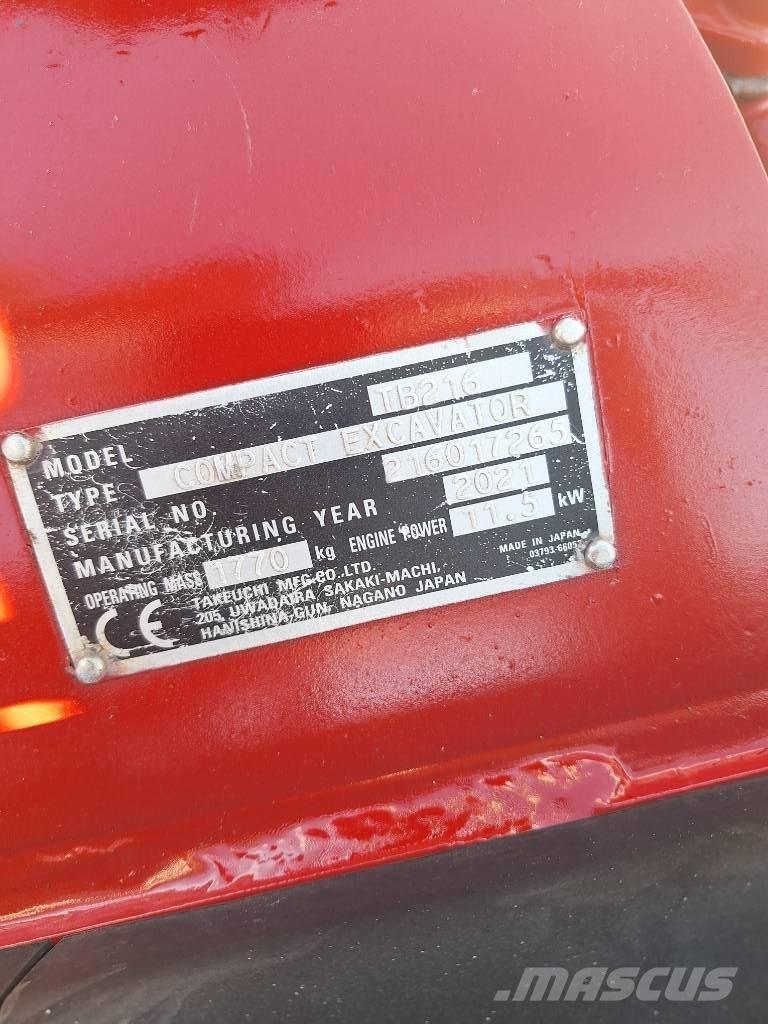 MODEL TB216
TYPE COMPACT EXCAVATOR
SERIAL NO. 216017265
MANUFACTURING YEAR 2021
OPERATING MASS 1770 kg ENGINE POWER 11.5 kW
CE TAKEUCHI MFG.CO.,LTD.
205, UWADAIRA SAKAKI-MACHI,
HANISHINA-GUN, NAGANO JAPAN
MADE IN JAPAN
MASCUS